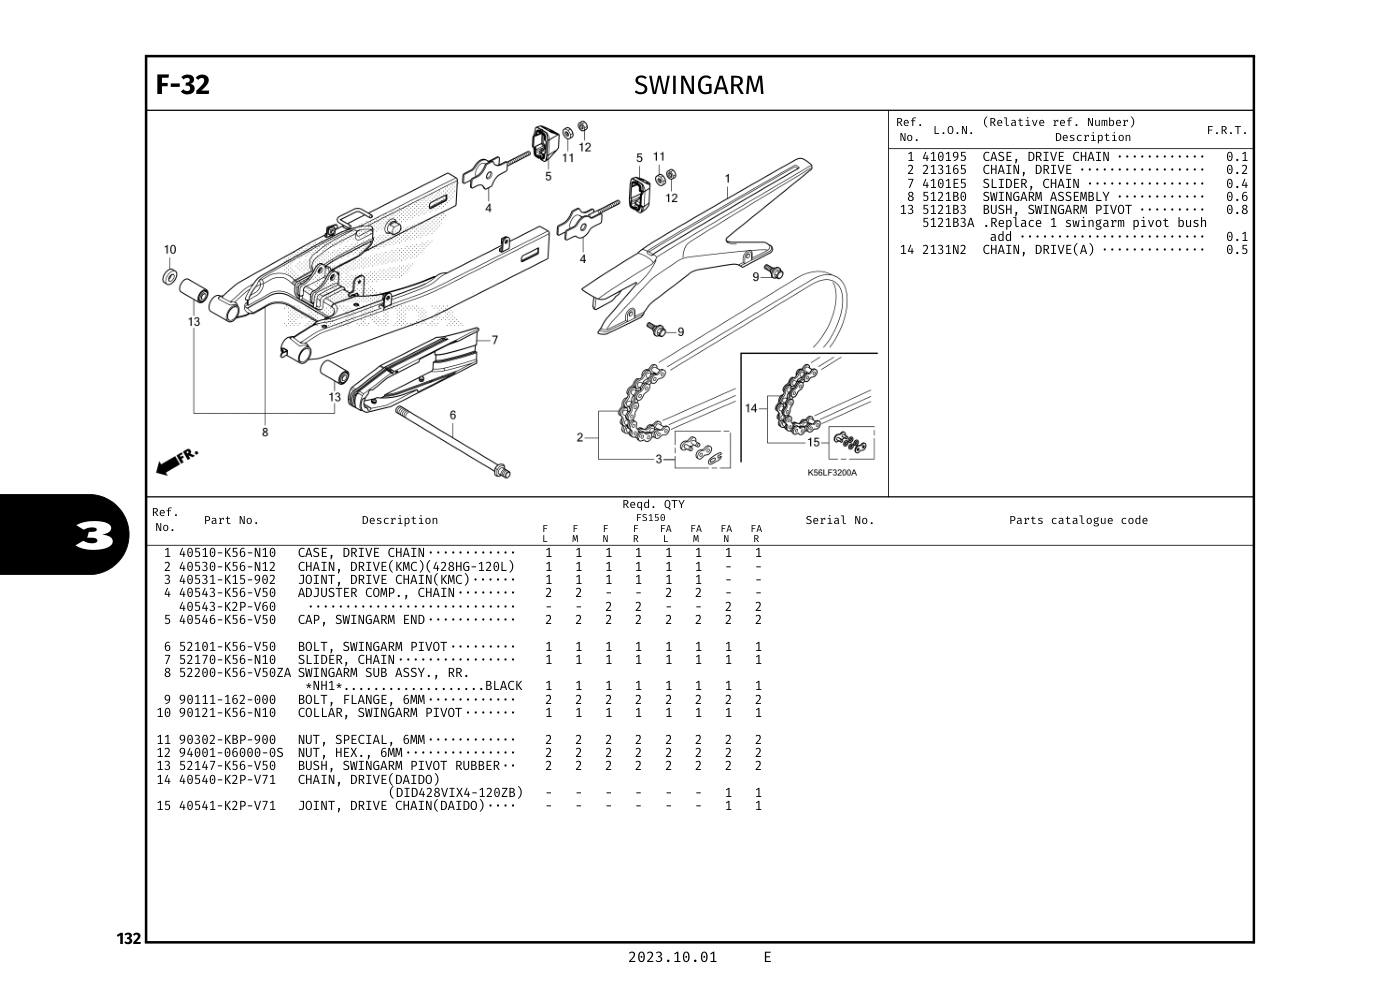 F-32
SWINGARM
Ref. No. L.O.N. (Relative ref. Number) Description F.R.T.
1 410195 CASE, DRIVE CHAIN ············ 0.1
2 213165 CHAIN, DRIVE ················· 0.2
7 4101E5 SLIDER, CHAIN ················ 0.4
8 5121B0 SWINGARM ASSEMBLY ············ 0.6
13 5121B3 BUSH, SWINGARM PIVOT ········· 0.8
5121B3A .Replace 1 swingarm pivot bush
add ························· 0.1
14 2131N2 CHAIN, DRIVE(A) ·············· 0.5
5
11
12
5
11
12
4
4
1
10
13
9
9
7
13
8
6
2
3
14
15
FR.
K56LF3200A
3
Ref. No. Part No. Description Reqd. QTY Serial No. Parts catalogue code
FS150
F F F F FA FA FA FA
L M N R L M N R
1 40510-K56-N10 CASE, DRIVE CHAIN············ 1 1 1 1 1 1 1 1
2 40530-K56-N12 CHAIN, DRIVE(KMC)(428HG-120L) 1 1 1 1 1 1 - -
3 40531-K15-902 JOINT, DRIVE CHAIN(KMC)······ 1 1 1 1 1 1 - -
4 40543-K56-V50 ADJUSTER COMP., CHAIN········ 2 2 - - 2 2 - -
40543-K2P-V60 ···························· - - 2 2 - - 2 2
5 40546-K56-V50 CAP, SWINGARM END············ 2 2 2 2 2 2 2 2
6 52101-K56-V50 BOLT, SWINGARM PIVOT········· 1 1 1 1 1 1 1 1
7 52170-K56-N10 SLIDER, CHAIN················ 1 1 1 1 1 1 1 1
8 52200-K56-V50ZA SWINGARM SUB ASSY., RR.
*NH1*...................BLACK 1 1 1 1 1 1 1 1
9 90111-162-000 BOLT, FLANGE, 6MM············ 2 2 2 2 2 2 2 2
10 90121-K56-N10 COLLAR, SWINGARM PIVOT······· 1 1 1 1 1 1 1 1
11 90302-KBP-900 NUT, SPECIAL, 6MM············ 2 2 2 2 2 2 2 2
12 94001-06000-0S NUT, HEX., 6MM··············· 2 2 2 2 2 2 2 2
13 52147-K56-V50 BUSH, SWINGARM PIVOT RUBBER·· 2 2 2 2 2 2 2 2
14 40540-K2P-V71 CHAIN, DRIVE(DAIDO)
(DID428VIX4-120ZB) - - - - - - 1 1
15 40541-K2P-V71 JOINT, DRIVE CHAIN(DAIDO)···· - - - - - - 1 1
132
2023.10.01 E